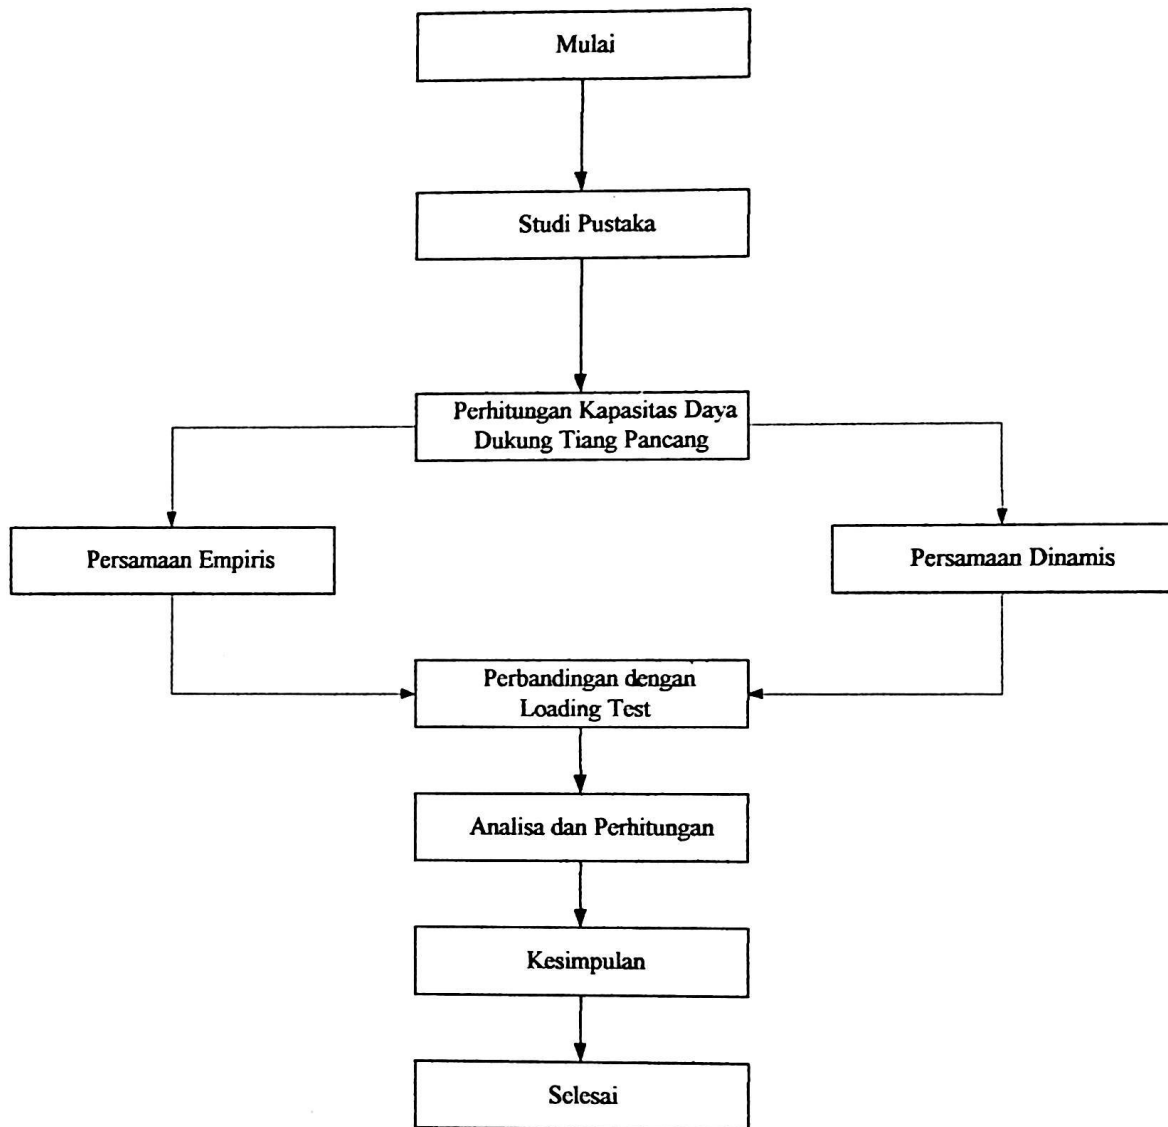 Mulai
Studi Pustaka
Perhitungan Kapasitas Daya
Dukung Tiang Pancang
Persamaan Empiris
Persamaan Dinamis
Perbandingan dengan
Loading Test
Analisa dan Perhitungan
Kesimpulan
Selesai